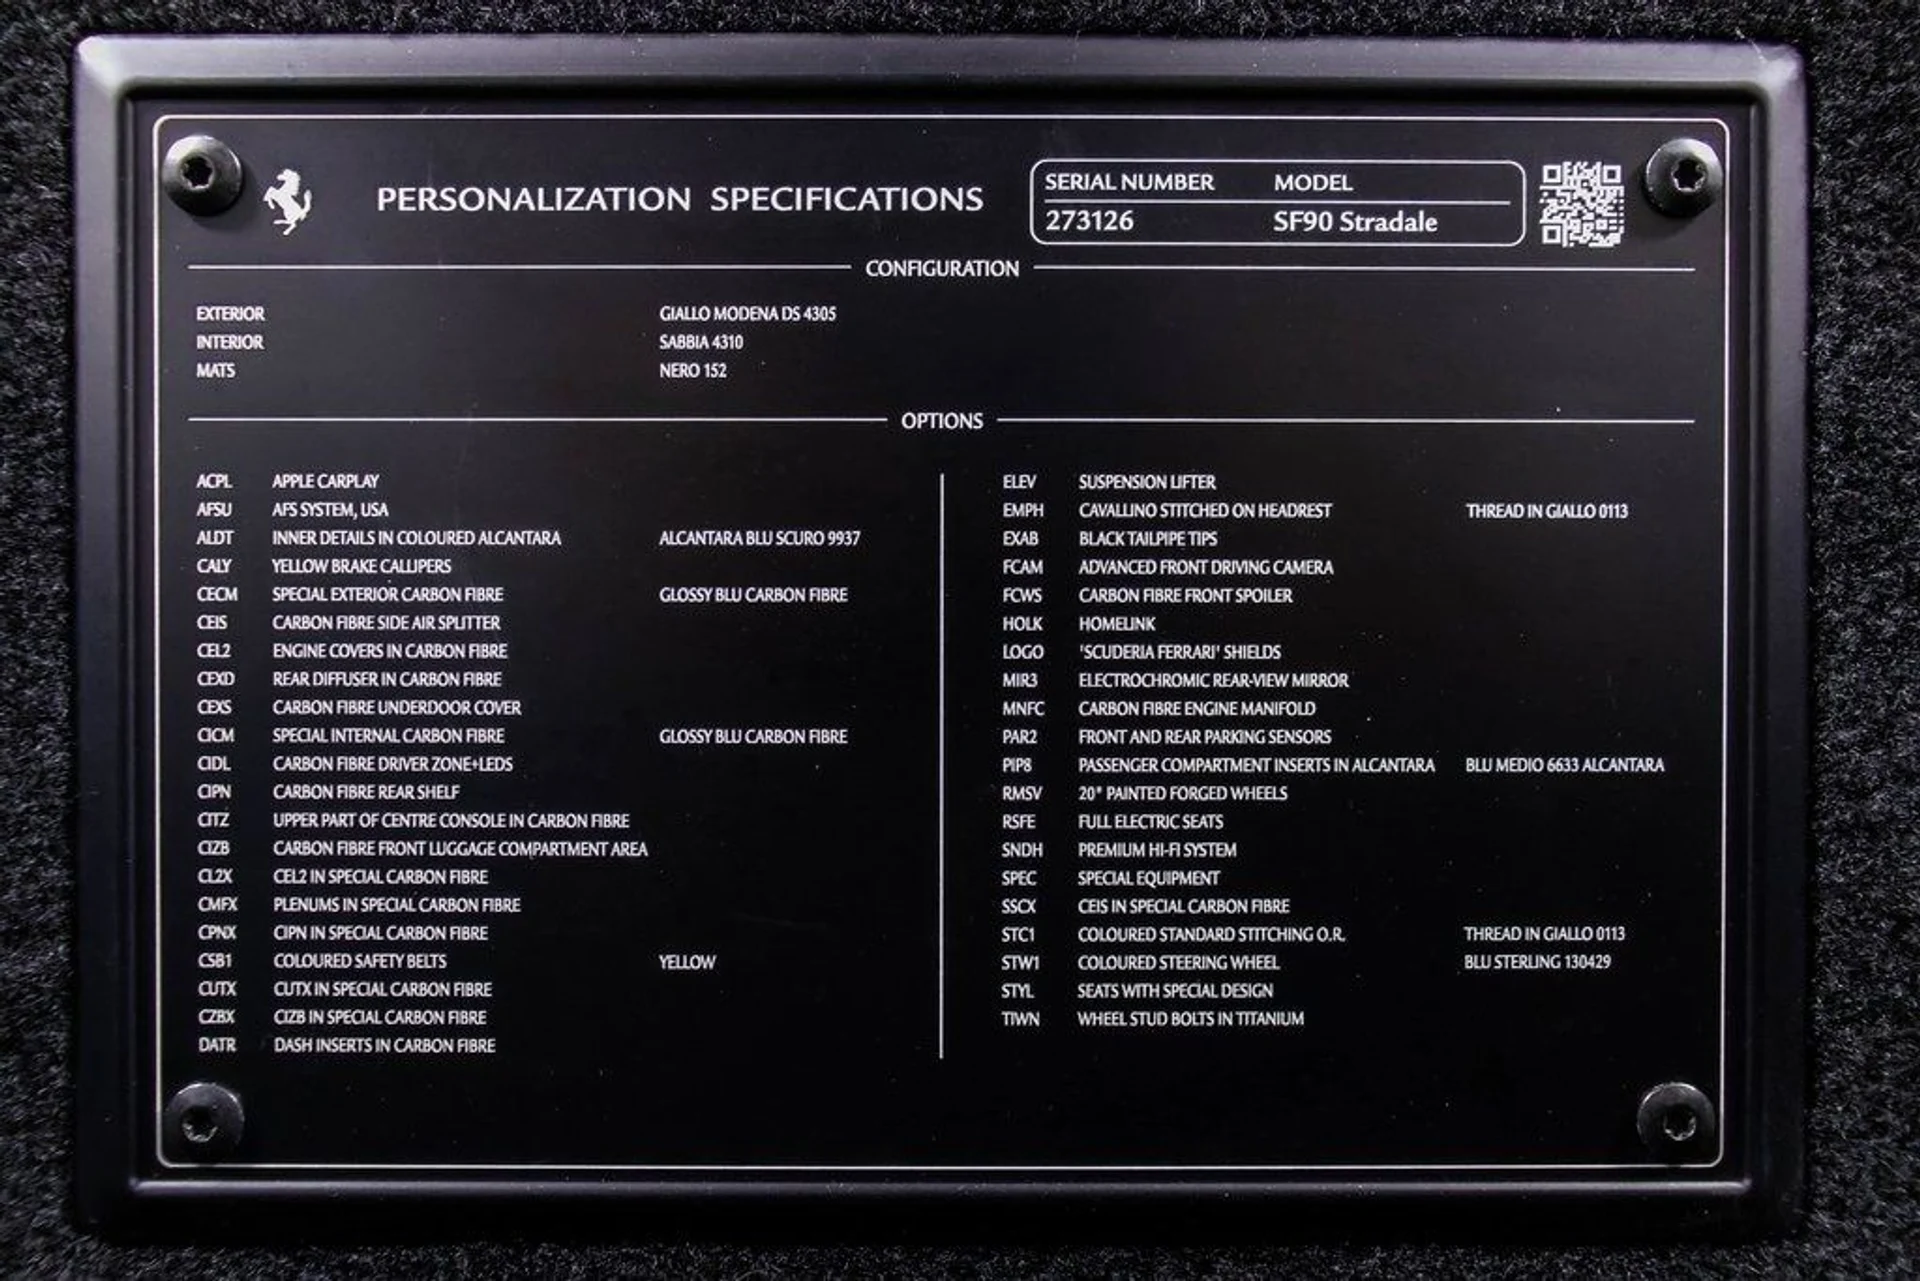 PERSONALIZATION SPECIFICATIONS
SERIAL NUMBER MODEL
273126 SF90 Stradale
CONFIGURATION
EXTERIOR GIALLO MODENA DS 4305
INTERIOR SABBIA 4310
MATS NERO 152
OPTIONS
ACPL APPLE CARPLAY
AFSU AFS SYSTEM, USA
ALDT INNER DETAILS IN COLOURED ALCANTARA ALCANTARA BLU SCURO 9937
CALY YELLOW BRAKE CALLIPERS
CECM SPECIAL EXTERIOR CARBON FIBRE GLOSSY BLU CARBON FIBRE
CEIS CARBON FIBRE SIDE AIR SPLITTER
CEL2 ENGINE COVERS IN CARBON FIBRE
CEXD REAR DIFFUSER IN CARBON FIBRE
CEXS CARBON FIBRE UNDERDOOR COVER
CICM SPECIAL INTERNAL CARBON FIBRE GLOSSY BLU CARBON FIBRE
CIDL CARBON FIBRE DRIVER ZONE+LEDS
CIPN CARBON FIBRE REAR SHELF
CITZ UPPER PART OF CENTRE CONSOLE IN CARBON FIBRE
CIZB CARBON FIBRE FRONT LUGGAGE COMPARTMENT AREA
CL2X CEL2 IN SPECIAL CARBON FIBRE
CMFX PLENUMS IN SPECIAL CARBON FIBRE
CPNX CIPN IN SPECIAL CARBON FIBRE
CSB1 COLOURED SAFETY BELTS YELLOW
CUTX CUTX IN SPECIAL CARBON FIBRE
CZBX CIZB IN SPECIAL CARBON FIBRE
DATR DASH INSERTS IN CARBON FIBRE
ELEV SUSPENSION LIFTER
EMPH CAVALLINO STITCHED ON HEADREST THREAD IN GIALLO 0113
EXAB BLACK TAILPIPE TIPS
FCAM ADVANCED FRONT DRIVING CAMERA
FCWS CARBON FIBRE FRONT SPOILER
HOLK HOMELINK
LOGO 'SCUDERIA FERRARI' SHIELDS
MIR3 ELECTROCHROMIC REAR-VIEW MIRROR
MNFC CARBON FIBRE ENGINE MANIFOLD
PAR2 FRONT AND REAR PARKING SENSORS
PIP8 PASSENGER COMPARTMENT INSERTS IN ALCANTARA BLU MEDIO 6633 ALCANTARA
RMSV 20" PAINTED FORGED WHEELS
RSFE FULL ELECTRIC SEATS
SNDH PREMIUM HI-FI SYSTEM
SPEC SPECIAL EQUIPMENT
SSCX CEIS IN SPECIAL CARBON FIBRE
STC1 COLOURED STANDARD STITCHING O.R. THREAD IN GIALLO 0113
STW1 COLOURED STEERING WHEEL BLU STERLING 130429
STYL SEATS WITH SPECIAL DESIGN
TIWN WHEEL STUD BOLTS IN TITANIUM